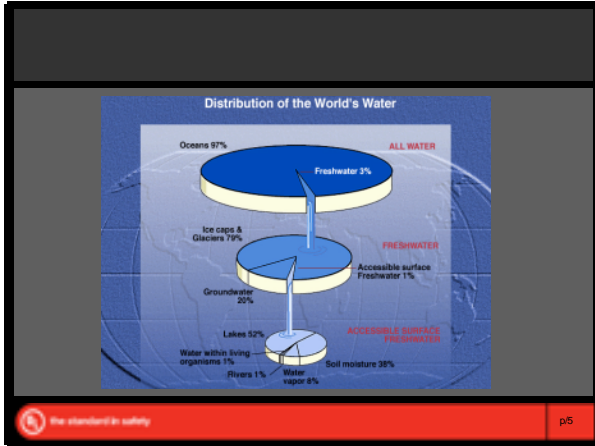 Distribution of the World's Water
Oceans 97%
ALL WATER
Freshwater 3%
Ice caps &
Glaciers 79%
FRESHWATER
Accessible surface
Freshwater 1%
Groundwater
20%
Lakes 52%
ACCESSIBLE SURFACE
FRESHWATER
Water within living
organisms 1%
Rivers 1%
Water
vapor 8%
Soil moisture 38%
the standard in safety
p/5